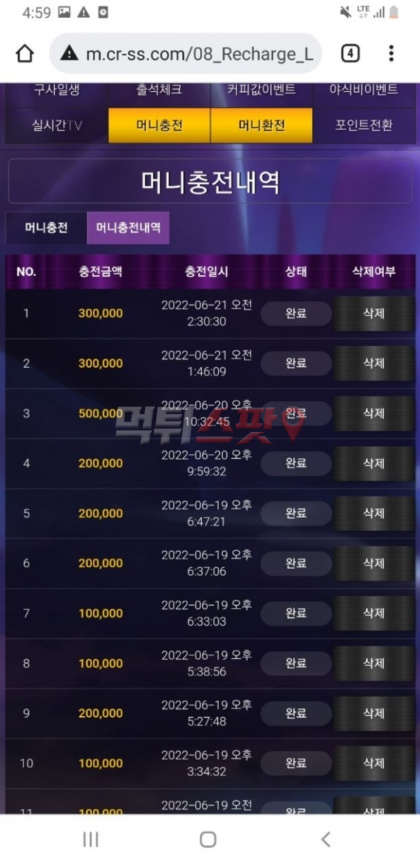 4:59 LTE
m.cr-ss.com/08_Recharge_L 4
구사일생 출석체크 커피값이벤트 야식비이벤트
실시간TV 머니충전 머니환전 포인트전환
머니충전내역
머니충전 머니충전내역
NO. 충전금액 충전일시 상태 삭제여부
1 300,000 2022-06-21 오전 2:30:30 완료 삭제
2 300,000 2022-06-21 오전 1:46:09 완료 삭제
3 500,000 2022-06-20 오후 10:32:45 완료 삭제
먹튀스팟
4 200,000 2022-06-20 오후 9:59:32 완료 삭제
5 200,000 2022-06-19 오후 6:47:21 완료 삭제
6 200,000 2022-06-19 오후 6:37:06 완료 삭제
7 100,000 2022-06-19 오후 6:33:03 완료 삭제
8 100,000 2022-06-19 오후 5:38:56 완료 삭제
9 200,000 2022-06-19 오후 5:27:48 완료 삭제
10 100,000 2022-06-19 오후 3:34:32 완료 삭제
11 100,000 2022-06-19 오전 완료 삭제